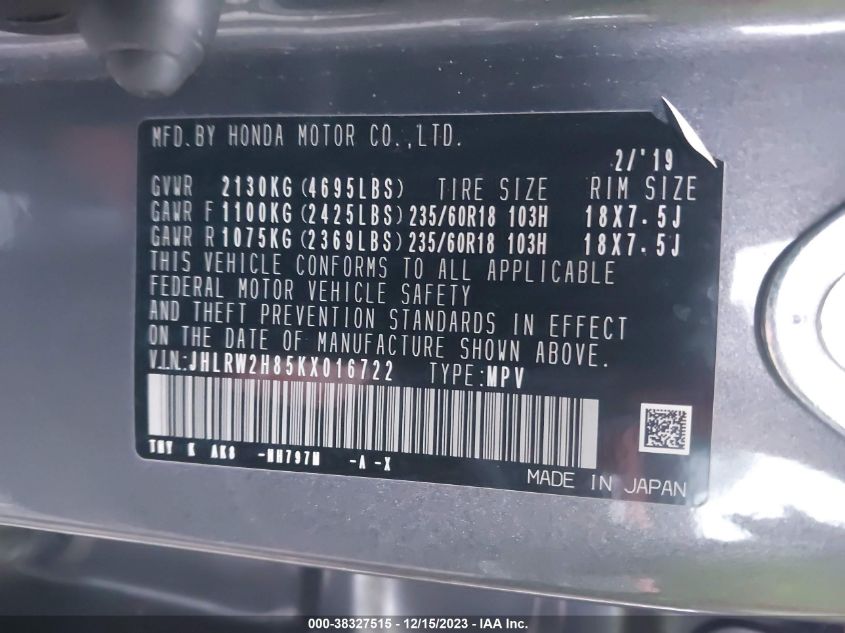 MFD.BY HONDA MOTOR CO.,LTD.
2/'19
GVWR 2130KG(4695LBS) TIRE SIZE RIM SIZE
GAWR F 1100KG(2425LBS) 235/60R18 103H 18X7.5J
GAWR R 1075KG(2369LBS) 235/60R18 103H 18X7.5J
THIS VEHICLE CONFORMS TO ALL APPLICABLE
FEDERAL MOTOR VEHICLE SAFETY
AND THEFT PREVENTION STANDARDS IN EFFECT
ON THE DATE OF MANUFACTURE SHOWN ABOVE.
V.I.N:JHLRW2H85KX016722 TYPE:MPV
K AK8 -NH797M -A -X
MADE IN JAPAN
000-38327515 - 12/15/2023 - IAA Inc.